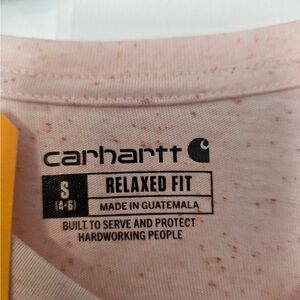 carhartt
S
(4-6)
RELAXED FIT
MADE IN GUATEMALA
BUILT TO SERVE AND PROTECT
HARDWORKING PEOPLE